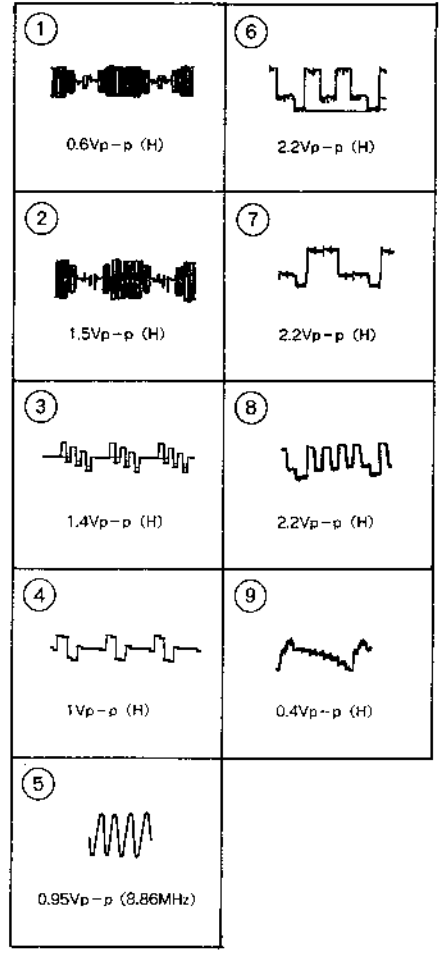 ①
0.6Vp-p (H)
②
1.5Vp-p (H)
③
1.4Vp-p (H)
④
1Vp-p (H)
⑤
0.95Vp-p (8.86MHz)
⑥
2.2Vp-p (H)
⑦
2.2Vp-p (H)
⑧
2.2Vp-p (H)
⑨
0.4Vp-p (H)